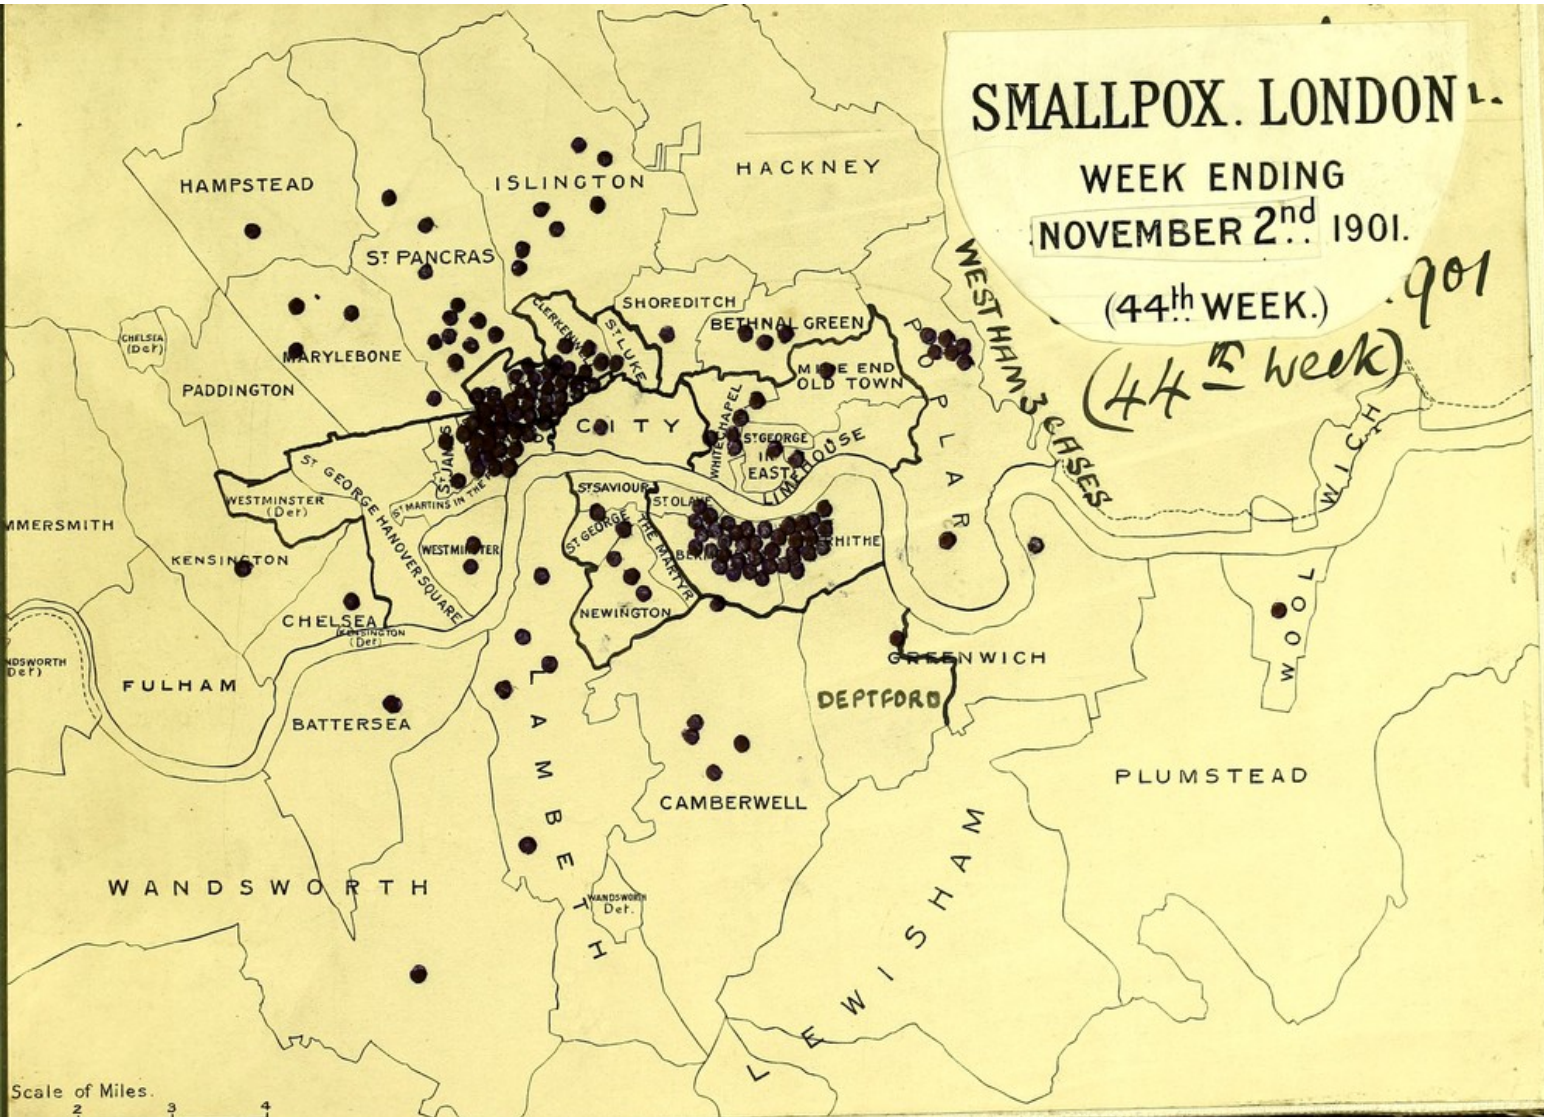 SMALLPOX. LONDON
L.
WEEK ENDING
NOVEMBER 2nd 1901.
(44th WEEK.)
.901
(44th Week)
WEST HAM 3 CASES
HAMPSTEAD
ISLINGTON
HACKNEY
ST PANCRAS
SHOREDITCH
CLERKENW
ST LUKE
BETHNAL GREEN
CHELSEA
(Det)
MARYLEBONE
MILE END
OLD TOWN
PADDINGTON
POPLAR
CITY
WHITECHAPEL
ST GEORGE
IN
EAST
LIMEHOUSE
ST JAMES
ST MARTINS IN THE F
ST GEORGE HANOVER SQUARE
WESTMINSTER
(Det)
MMERSMITH
KENSINGTON
WESTMINSTER
ST SAVIOUR
ST OLAVE
ST GEORGE
THE MARTYR
BERM
RHITHE
NEWINGTON
CHELSEA
KENSINGTON
(Det)
NDSWORTH
Det)
FULHAM
BATTERSEA
GREENWICH
DEPTFORD
WOOLWICH
LAMBETH
CAMBERWELL
PLUMSTEAD
WANDSWORTH
WANDSWORTH
Det.
LEWISHAM
Scale of Miles.
2 3 4